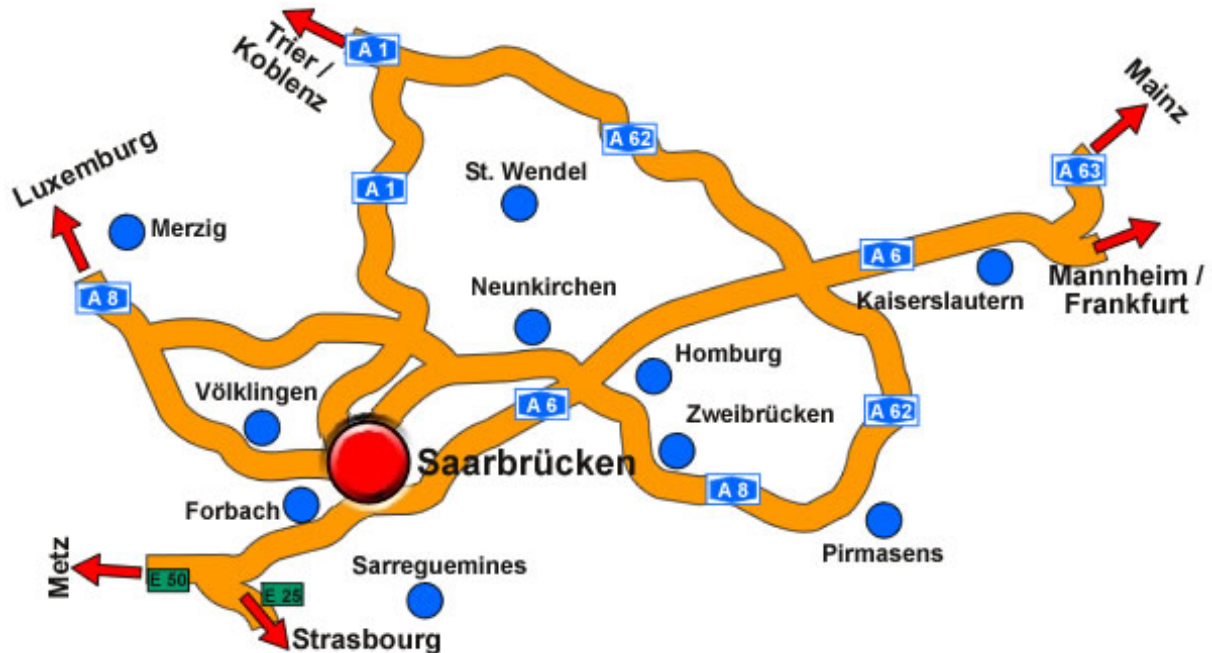 A 1
Trier /
Koblenz
Mainz
A 62
A 63
Luxemburg
A 1
St. Wendel
Merzig
A 6
Mannheim /
Frankfurt
Kaiserslautern
A 8
Neunkirchen
Homburg
Völklingen
A 6
Zweibrücken
A 62
Saarbrücken
A 8
Forbach
Pirmasens
Metz
E 50
Sarreguemines
E 25
Strasbourg